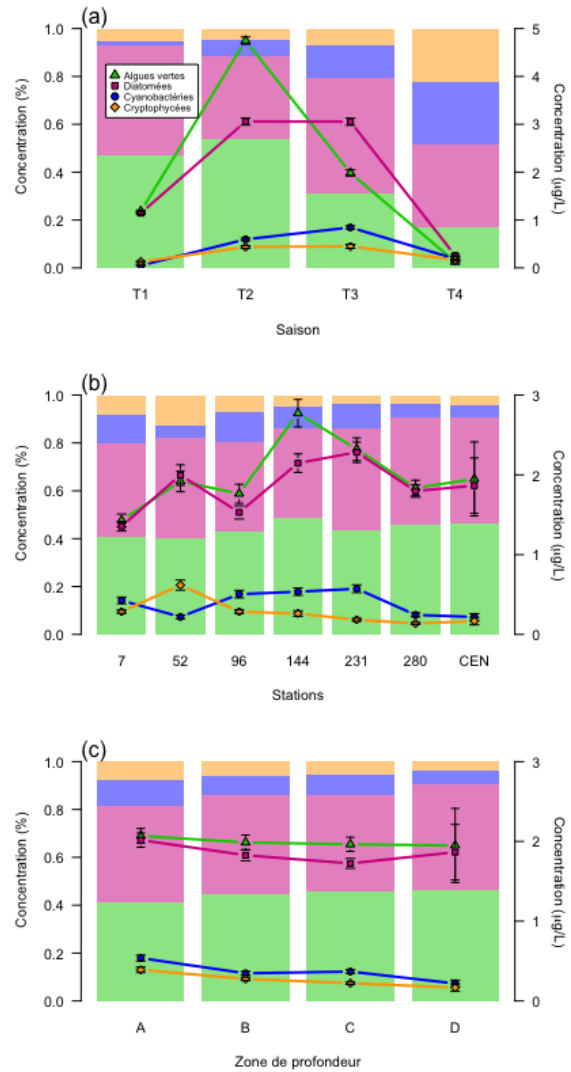 (a)
1.0
0.8
0.6
0.4
0.2
0.0
Concentration (%)
Algues vertes
Diatomées
Cyanobactéries
Cryptophycées
5
4
3
2
1
0
Concentration (µg/L)
T1 T2 T3 T4
Saison
(b)
1.0
0.8
0.6
0.4
0.2
0.0
Concentration (%)
3
2
1
0
Concentration (µg/L)
7 52 96 144 231 280 CEN
Stations
(c)
1.0
0.8
0.6
0.4
0.2
0.0
Concentration (%)
3
2
1
0
Concentration (µg/L)
A B C D
Zone de profondeur